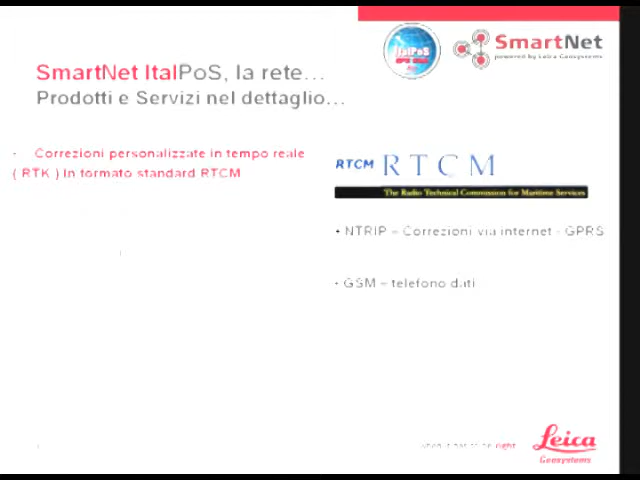 ItalPoS
SmartNet
powered by Leica Geosystems
SmartNet ItalPoS, la rete...
Prodotti e Servizi nel dettaglio...
- Correzioni personalizzate in tempo reale
( RTK ) In formato standard RTCM
RTCM RTCM
The Radio Technical Commission for Maritime Services
• NTRIP – Correzioni via internet - GPRS
• GSM – telefono dati
right
Leica
Geosystems